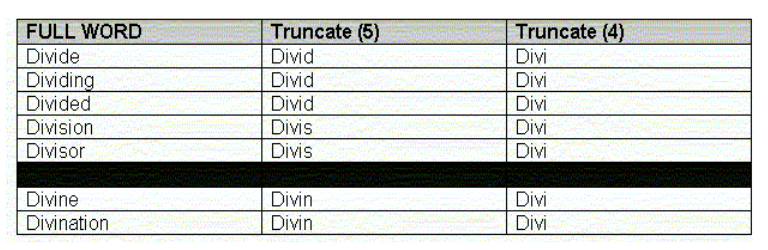 FULL WORD Truncate (5) Truncate (4)
Divide Divid Divi
Dividing Divid Divi
Divided Divid Divi
Division Divis Divi
Divisor Divis Divi
Divine Divin Divi
Divination Divin Divi